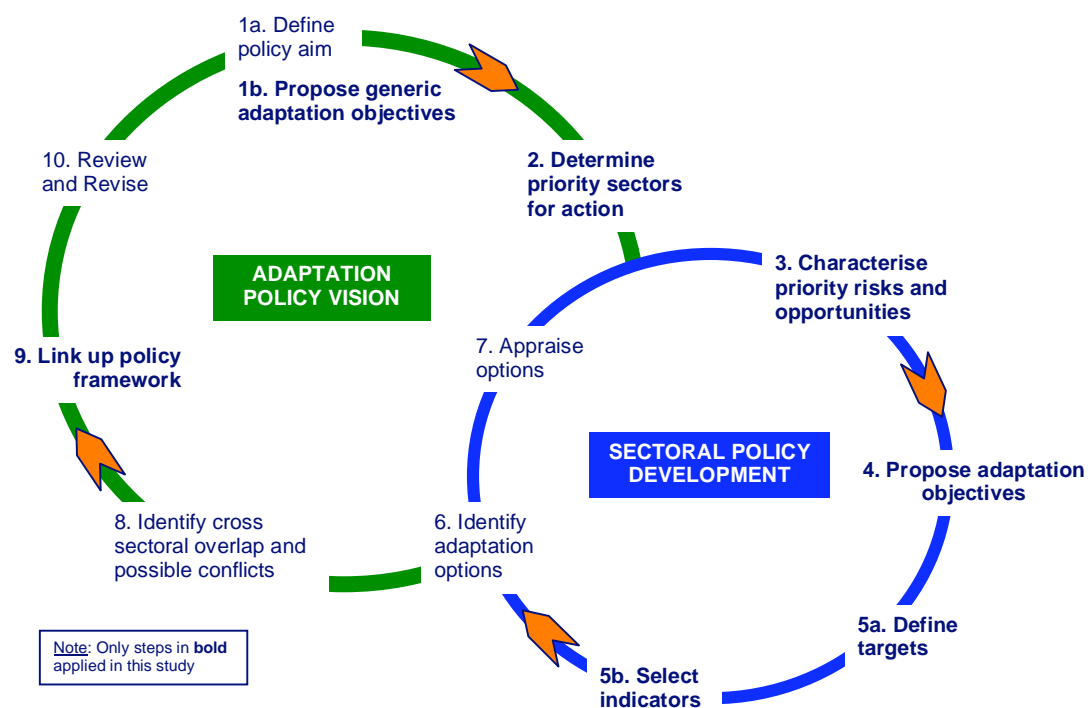 1a. Define
policy aim
1b. Propose generic
adaptation objectives
2. Determine
priority sectors
for action
3. Characterise
priority risks and
opportunities
4. Propose adaptation
objectives
5a. Define
targets
5b. Select
indicators
6. Identify
adaptation
options
7. Appraise
options
8. Identify cross
sectoral overlap and
possible conflicts
9. Link up policy
framework
10. Review
and Revise
ADAPTATION
POLICY VISION
SECTORAL POLICY
DEVELOPMENT
Note: Only steps in bold
applied in this study